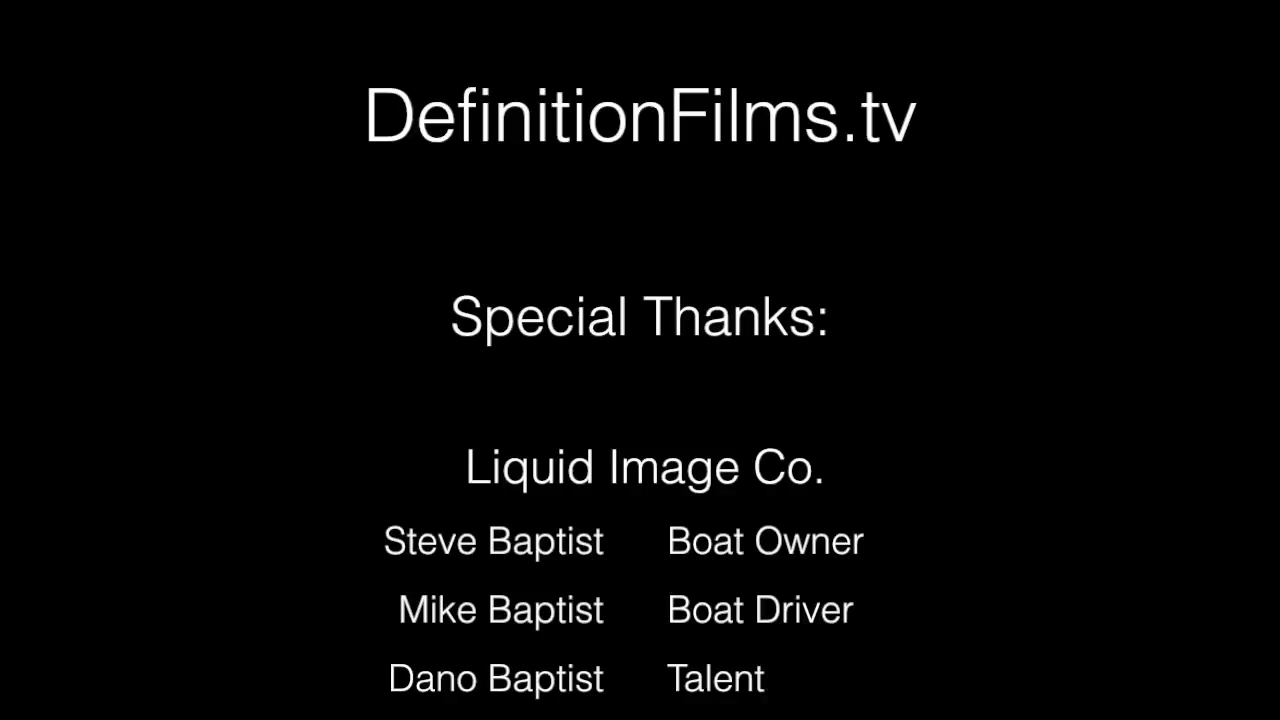 DefinitionFilms.tv
Special Thanks:
Liquid Image Co.
Steve Baptist Boat Owner
Mike Baptist Boat Driver
Dano Baptist Talent